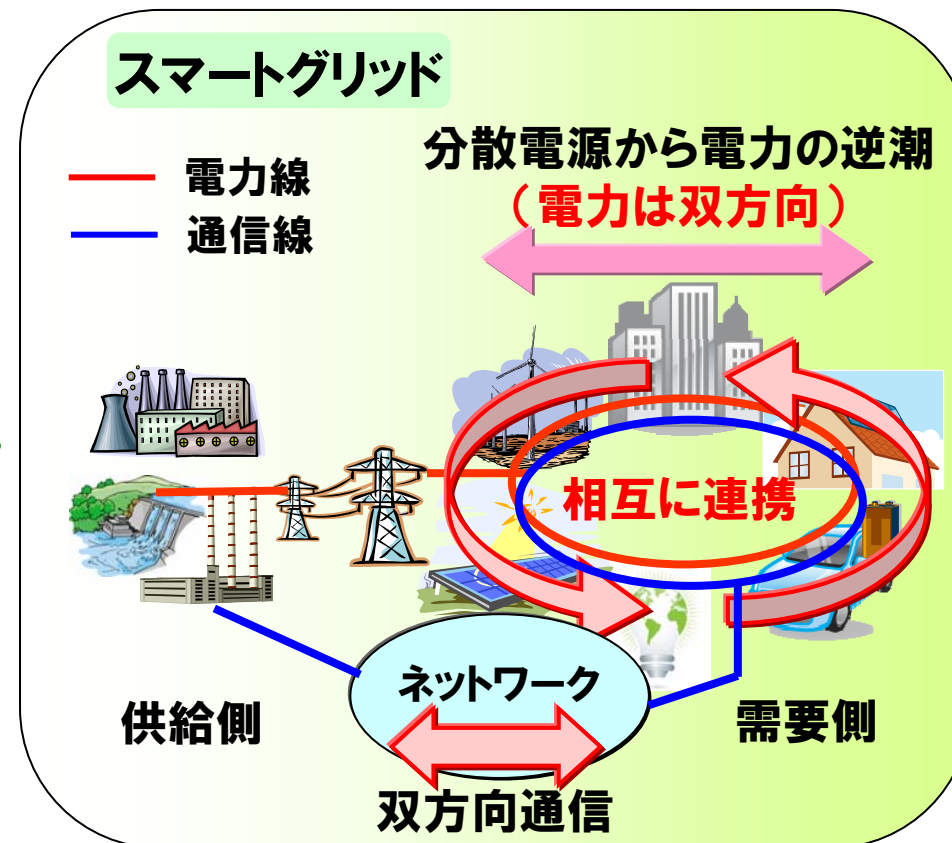 スマートグリッド
電力線
通信線
分散電源から電力の逆潮
（電力は双方向）
相互に連携
ネットワーク
供給側
需要側
双方向通信